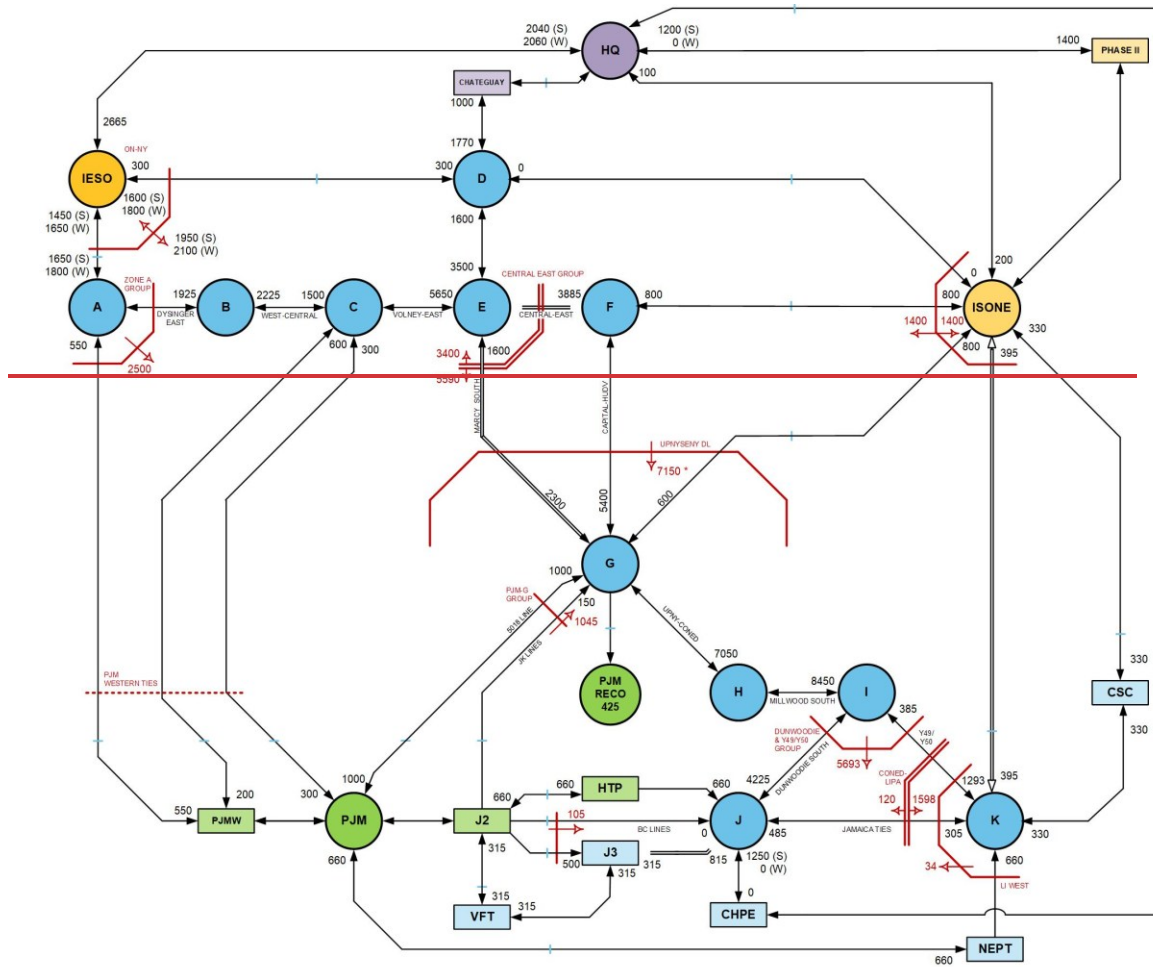 2040 (S)
2060 (W)
HQ
1200 (S)
0 (W)
1400
PHASE II
CHATEGUAY
100
1000
2665
ON-NY
1770
IESO
300
300
D
0
1600 (S)
1800 (W)
1450 (S)
1650 (W)
1600
1950 (S)
2100 (W)
1650 (S)
1800 (W)
ZONE A
GROUP
3500
CENTRAL EAST GROUP
0
200
A
1925
B
2225
1500
C
5650
E
3885
F
800
800
ISONE
DYSINGER
EAST
WEST-CENTRAL
VOLNEY-EAST
CENTRAL-EAST
1400
1400
330
550
600
300
1600
800
395
2500
3400
5590
MARCY SOUTH
CAPITAL-HUDV
UPNYSENY DL
7150 *
2300
5400
600
G
1000
PJM-G
GROUP
150
1045
5018 LINE
JK LINES
UPNY-CONED
7050
PJM
RECO
425
H
8450
MILLWOOD SOUTH
I
385
330
CSC
330
PJM
WESTERN TIES
DUNWOODIE
& Y49/Y50
GROUP
5693
DUNWOODIE SOUTH
Y49/
Y50
CONED-
LIPA
1293
395
1000
300
200
550
PJMW
PJM
660
660
HTP
660
4225
120
1598
J2
105
BC LINES
0
J
485
JAMAICA TIES
305
K
330
660
315
500
J3
315
315
815
1250 (S)
0 (W)
34
LI WEST
660
315
VFT
315
0
CHPE
NEPT
660